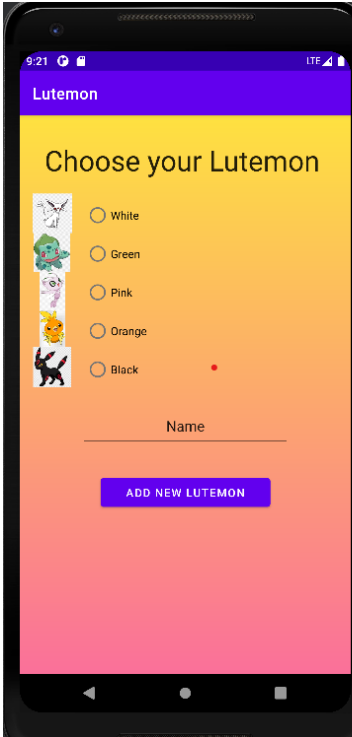 9:21 LTE
Lutemon
Choose your Lutemon
White
Green
Pink
Orange
Black
Name
ADD NEW LUTEMON